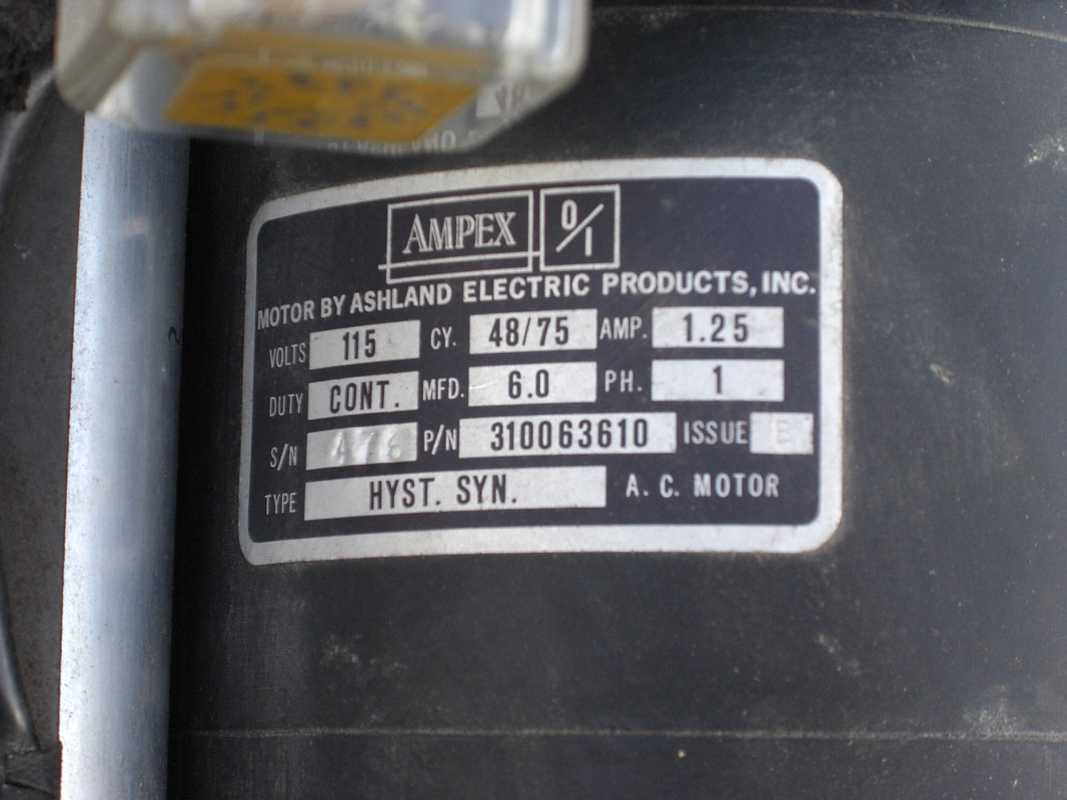 AMPEX 0/1
MOTOR BY ASHLAND ELECTRIC PRODUCTS, INC.
VOLTS 115 CY. 48/75 AMP. 1.25
DUTY CONT. MFD. 6.0 PH. 1
S/N P/N 310063610 ISSUE E
TYPE HYST. SYN. A. C. MOTOR